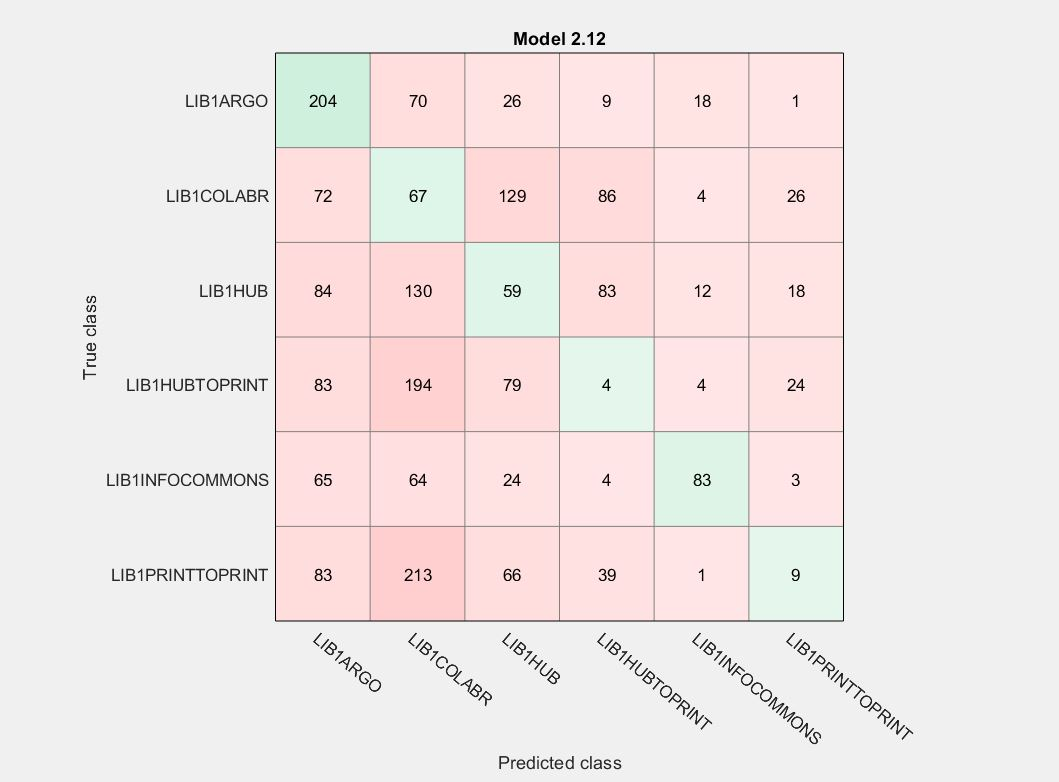 Model 2.12
True class
LIB1ARGO 204 70 26 9 18 1
LIB1COLABR 72 67 129 86 4 26
LIB1HUB 84 130 59 83 12 18
LIB1HUBTOPRINT 83 194 79 4 4 24
LIB1INFOCOMMONS 65 64 24 4 83 3
LIB1PRINTTOPRINT 83 213 66 39 1 9
LIB1ARGO LIB1COLABR LIB1HUB LIB1HUBTOPRINT LIB1INFOCOMMONS LIB1PRINTTOPRINT
Predicted class